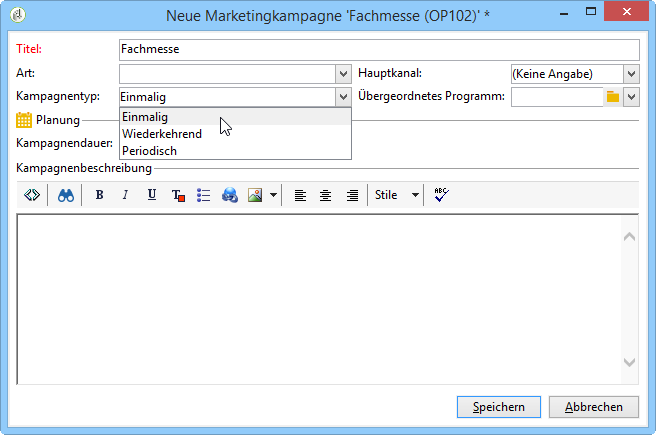 Neue Marketingkampagne 'Fachmesse (OP102)' *
Titel: Fachmesse
Art: Hauptkanal: (Keine Angabe)
Kampagnentyp: Einmalig Übergeordnetes Programm:
Einmalig
Planung
Wiederkehrend
Kampagnendauer: Periodisch
Kampagnenbeschreibung
B I U T Stile ABC
Speichern Abbrechen